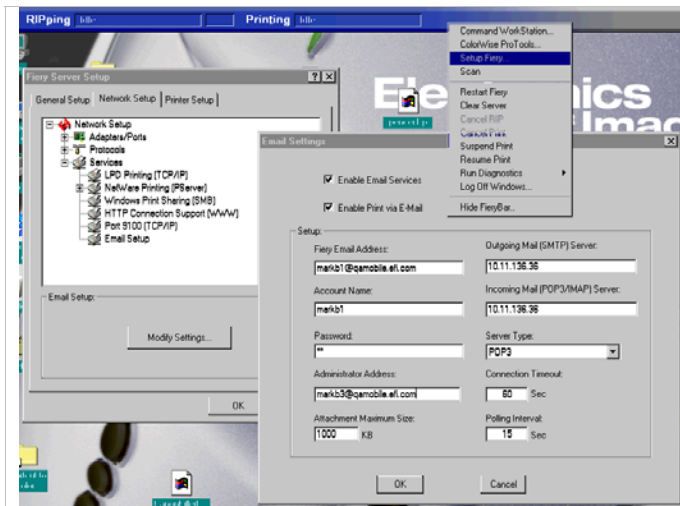 RIPping Idle Printing Idle
Command WorkStation...
ColorWise ProTools...
Setup Fiery...
Scan
Restart Fiery
Clear Server
Cancel RIP
Cancel Print
Suspend Print
Resume Print
Run Diagnostics
Log Off Windows...
Hide FieryBar..
Fiery Server Setup
General Setup Network Setup Printer Setup
Network Setup
Adapters/Ports
Protocols
Services
LPD Printing (TCP/IP)
NetWare Printing (PServer)
Windows Print Sharing (SMB)
HTTP Connection Support (WWW)
Port 9100 (TCP/IP)
Email Setup
Email Setup:
Modify Settings...
OK
Email Settings
Enable Email Services
Enable Print via E-Mail
Setup:
Fiery Email Address:
markb1@qamobile.efi.com
Account Name:
markb1
Password:
**
Administrator Address:
markb3@qamobile.efi.com
Attachment Maximum Size:
1000 KB
Outgoing Mail (SMTP) Server:
10.11.136.36
Incoming Mail (POP3/IMAP) Server:
10.11.136.36
Server Type:
POP3
Connection Timeout:
60 Sec
Polling Interval:
15 Sec
OK Cancel